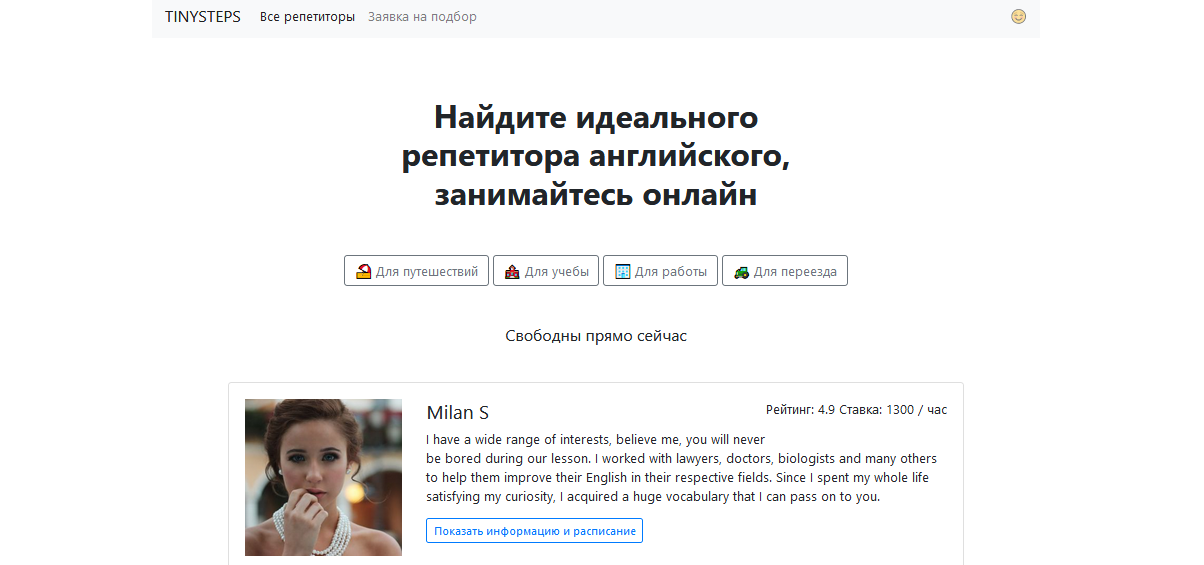 TINYSTEPS Все репетиторы Заявка на подбор
Найдите идеального
репетитора английского,
занимайтесь онлайн
Для путешествий Для учебы Для работы Для переезда
Свободны прямо сейчас
Milan S Рейтинг: 4.9 Ставка: 1300 / час
I have a wide range of interests, believe me, you will never
be bored during our lesson. I worked with lawyers, doctors, biologists and many others
to help them improve their English in their respective fields. Since I spent my whole life
satisfying my curiosity, I acquired a huge vocabulary that I can pass on to you.
Показать информацию и расписание